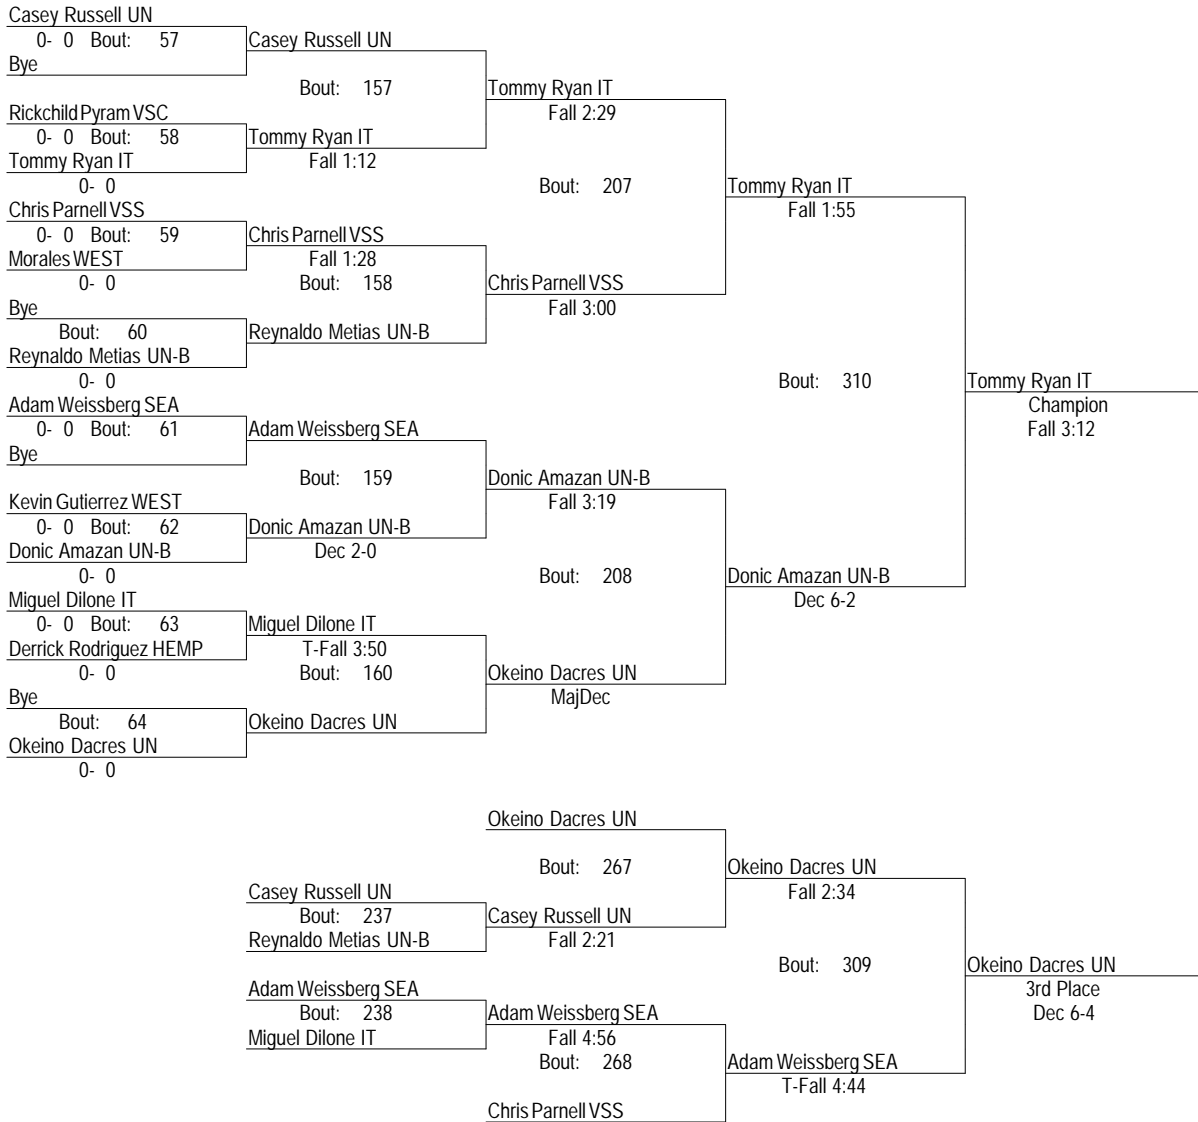 Casey Russell UN
0- 0 Bout: 57 Casey Russell UN
Bye
Bout: 157 Tommy Ryan IT
Rickchild Pyram VSC Fall 2:29
0- 0 Bout: 58 Tommy Ryan IT
Tommy Ryan IT Fall 1:12
0- 0 Bout: 207 Tommy Ryan IT
Chris Parnell VSS Fall 1:55
0- 0 Bout: 59 Chris Parnell VSS
Morales WEST Fall 1:28
0- 0 Bout: 158 Chris Parnell VSS
Bye Fall 3:00
Bout: 60 Reynaldo Metias UN-B
Reynaldo Metias UN-B
0- 0 Bout: 310 Tommy Ryan IT
Adam Weissberg SEA Champion
0- 0 Bout: 61 Adam Weissberg SEA Fall 3:12
Bye
Bout: 159 Donic Amazan UN-B
Kevin Gutierrez WEST Fall 3:19
0- 0 Bout: 62 Donic Amazan UN-B
Donic Amazan UN-B Dec 2-0
0- 0 Bout: 208 Donic Amazan UN-B
Miguel Dilone IT Dec 6-2
0- 0 Bout: 63 Miguel Dilone IT
Derrick Rodriguez HEMP T-Fall 3:50
0- 0 Bout: 160 Okeino Dacres UN
Bye MajDec
Bout: 64 Okeino Dacres UN
Okeino Dacres UN
0- 0
Okeino Dacres UN
Bout: 267 Okeino Dacres UN
Casey Russell UN Fall 2:34
Bout: 237 Casey Russell UN
Reynaldo Metias UN-B Fall 2:21
Bout: 309 Okeino Dacres UN
Adam Weissberg SEA 3rd Place
Bout: 238 Adam Weissberg SEA Dec 6-4
Miguel Dilone IT Fall 4:56
Bout: 268 Adam Weissberg SEA
T-Fall 4:44
Chris Parnell VSS